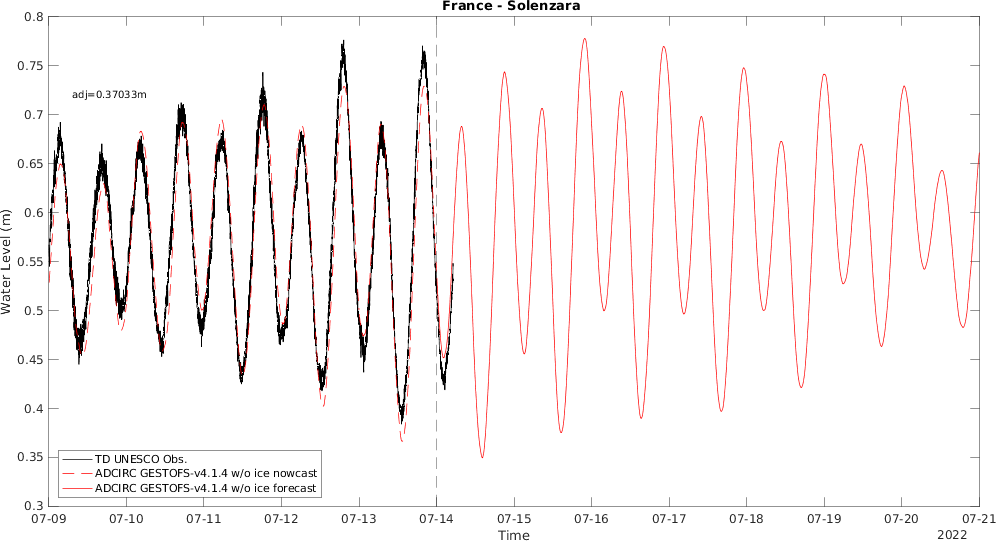 France - Solenzara
0.8
0.75
0.7
0.65
0.6
0.55
0.5
0.45
0.4
0.35
0.3
Water Level (m)
adj=0.37033m
TD UNESCO Obs.
ADCIRC GESTOFS-v4.1.4 w/o ice nowcast
ADCIRC GESTOFS-v4.1.4 w/o ice forecast
07-09 07-10 07-11 07-12 07-13 07-14 07-15 07-16 07-17 07-18 07-19 07-20 07-21
Time
2022